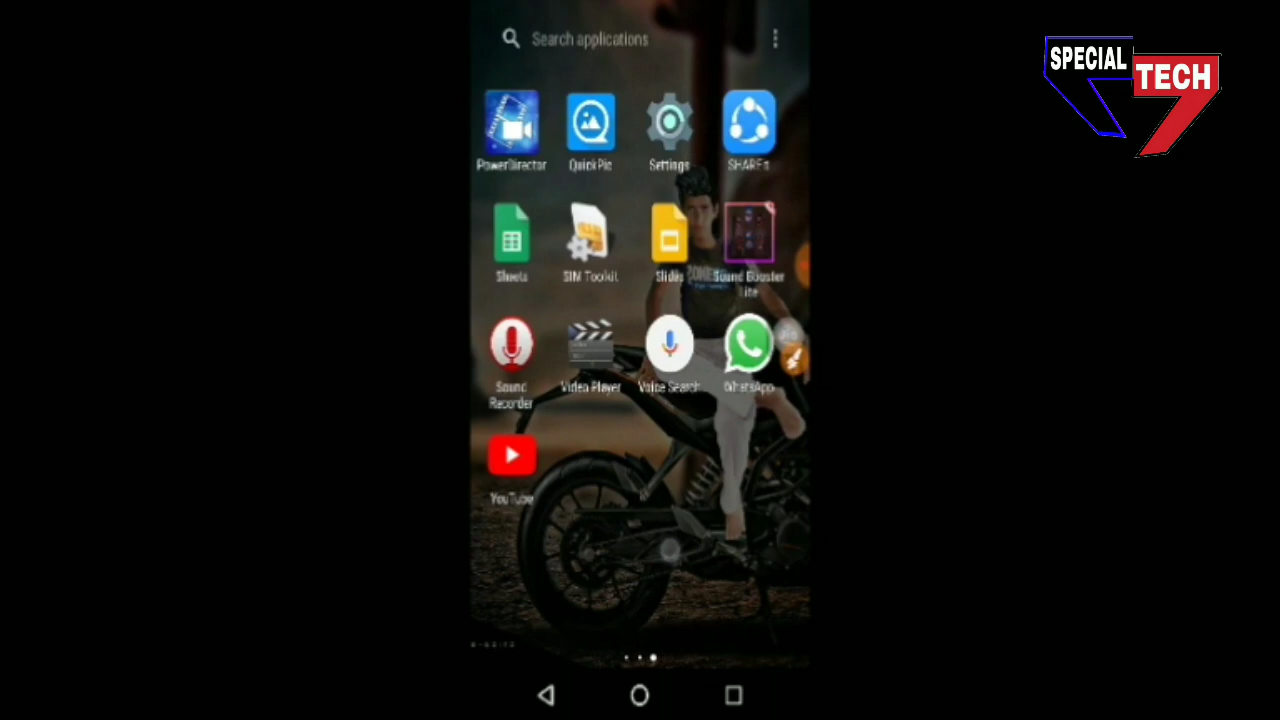 SPECIAL
TECH
Search applications
PowerDirector
QuickPic
Settings
SHAREit
Sheets
SIM Toolkit
Slides
Sound Booster
Lite
Sound
Recorder
Video Player
Voice Search
WhatsApp
YouTube